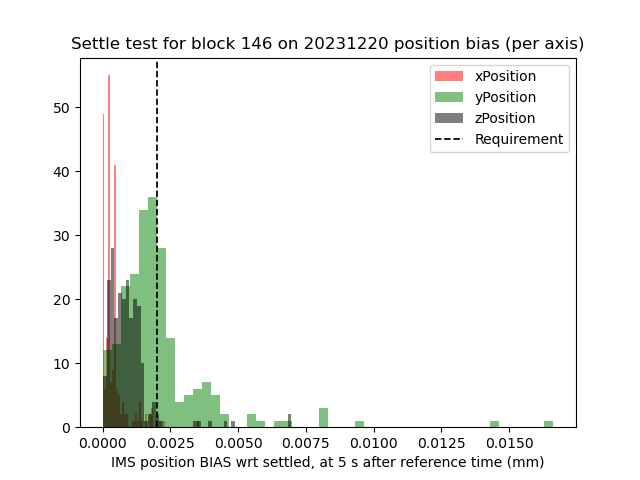 Settle test for block 146 on 20231220 position bias (per axis)
xPosition
yPosition
zPosition
Requirement
50
40
30
20
10
0
0.0000 0.0025 0.0050 0.0075 0.0100 0.0125 0.0150
IMS position BIAS wrt settled, at 5 s after reference time (mm)